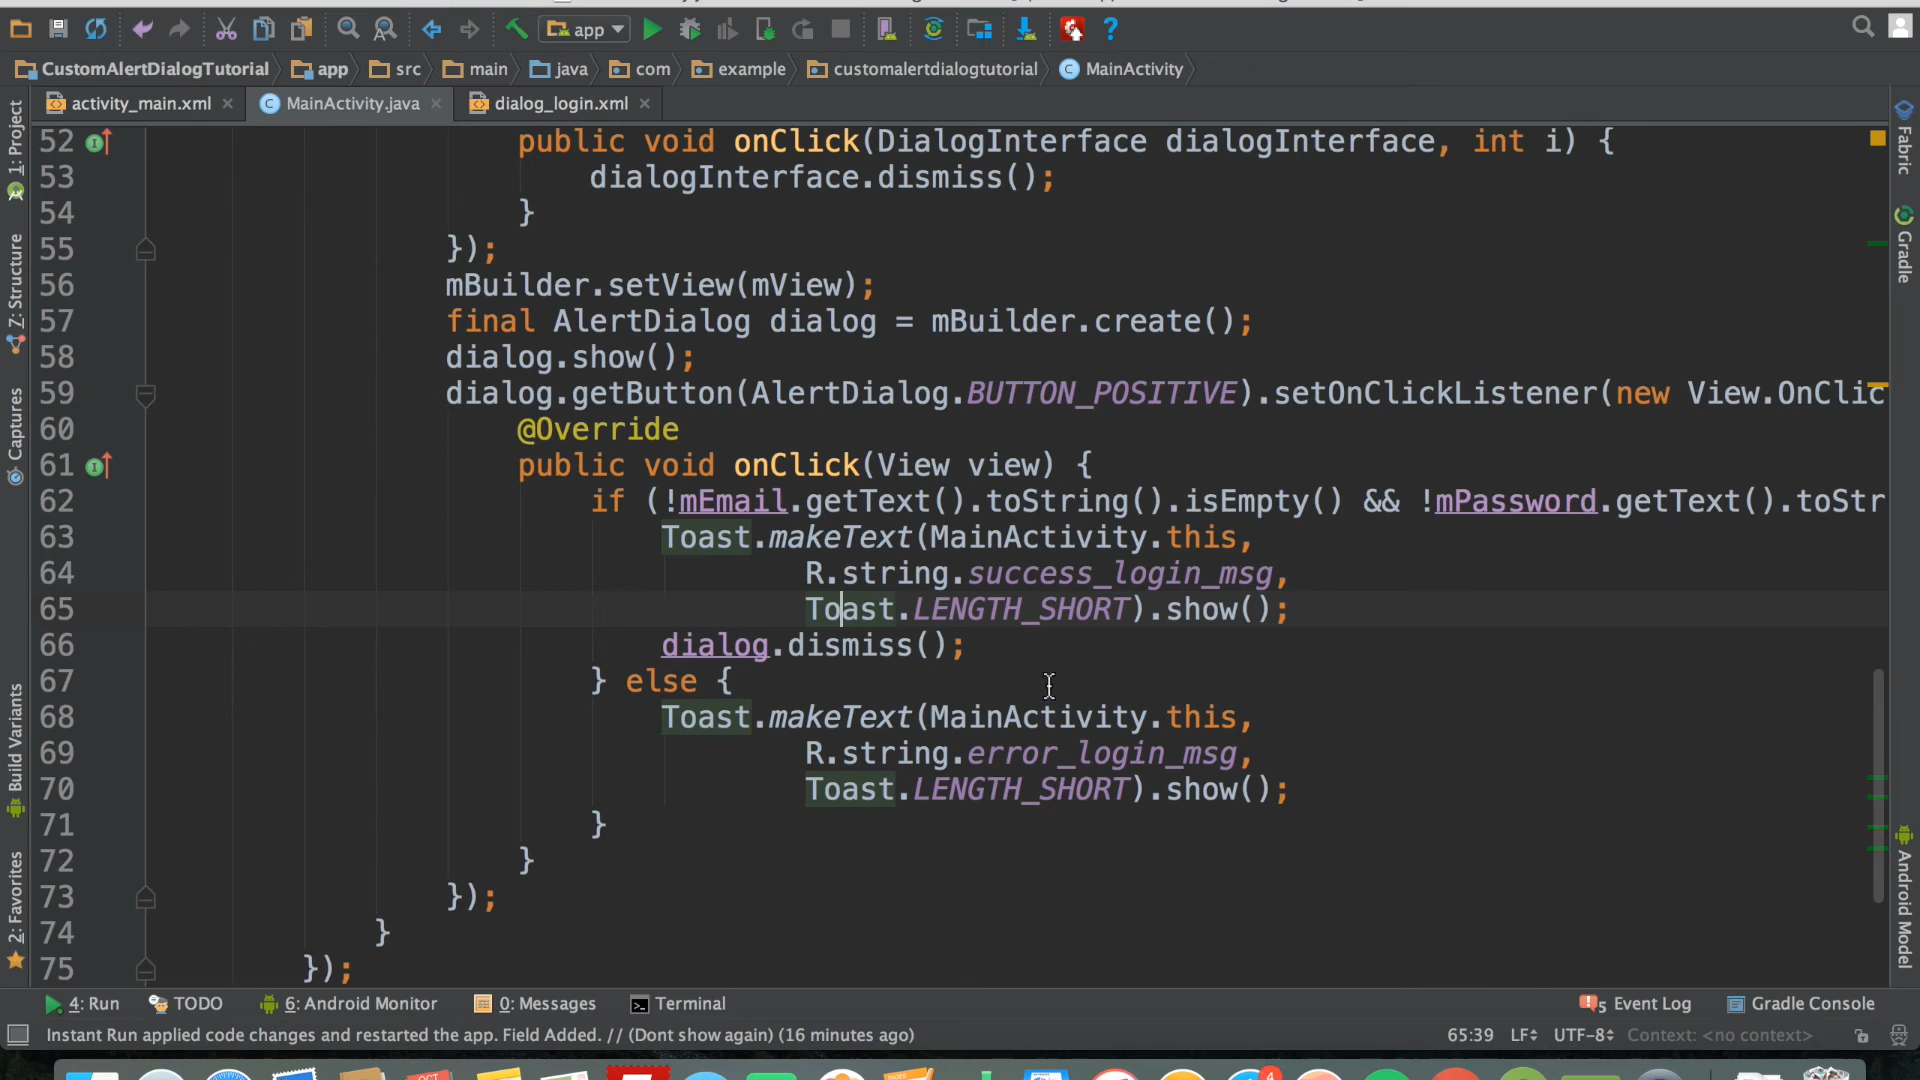 app
CustomAlertDialogTutorial app src main java com example customalertdialogtutorial MainActivity
activity_main.xml MainActivity.java dialog_login.xml
52 public void onClick(DialogInterface dialogInterface, int i) {
53 dialogInterface.dismiss();
54 }
55 });
56 mBuilder.setView(mView);
57 final AlertDialog dialog = mBuilder.create();
58 dialog.show();
59 dialog.getButton(AlertDialog.BUTTON_POSITIVE).setOnClickListener(new View.OnClic
60 @Override
61 public void onClick(View view) {
62 if (!mEmail.getText().toString().isEmpty() && !mPassword.getText().toStr
63 Toast.makeText(MainActivity.this,
64 R.string.success_login_msg,
65 Toast.LENGTH_SHORT).show();
66 dialog.dismiss();
67 } else {
68 Toast.makeText(MainActivity.this,
69 R.string.error_login_msg,
70 Toast.LENGTH_SHORT).show();
71 }
72 }
73 });
74 }
75 });
1: Project
7: Structure
Captures
Build Variants
2: Favorites
Fabric
Gradle
Android Model
4: Run TODO 6: Android Monitor 0: Messages Terminal 5 Event Log Gradle Console
Instant Run applied code changes and restarted the app. Field Added. // (Dont show again) (16 minutes ago) 65:39 LF UTF-8 Context: <no context>
OCT 4